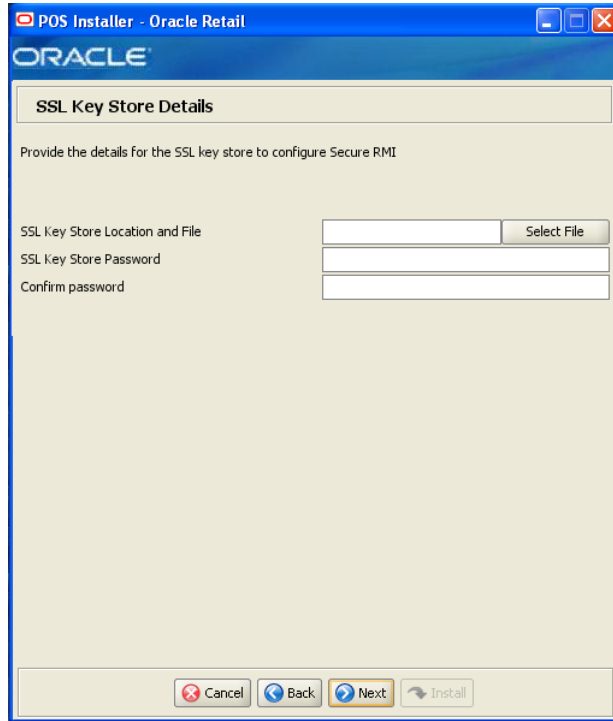 POS Installer - Oracle Retail
ORACLE
SSL Key Store Details
Provide the details for the SSL key store to configure Secure RMI
SSL Key Store Location and File
Select File
SSL Key Store Password
Confirm password
Cancel Back Next Install